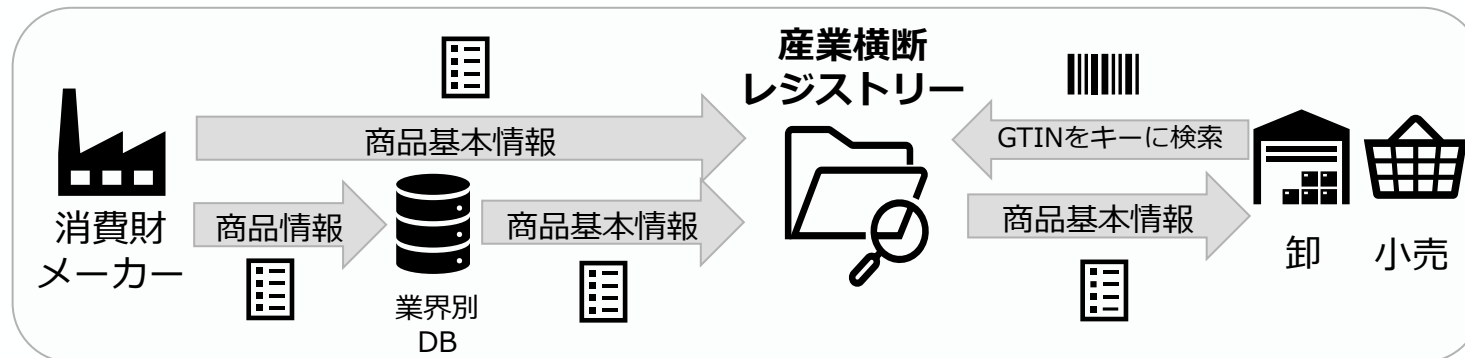 産業横断
レジストリー
商品基本情報
GTINをキーに検索
消費財
メーカー
商品情報
業界別
DB
商品基本情報
商品基本情報
卸
小売